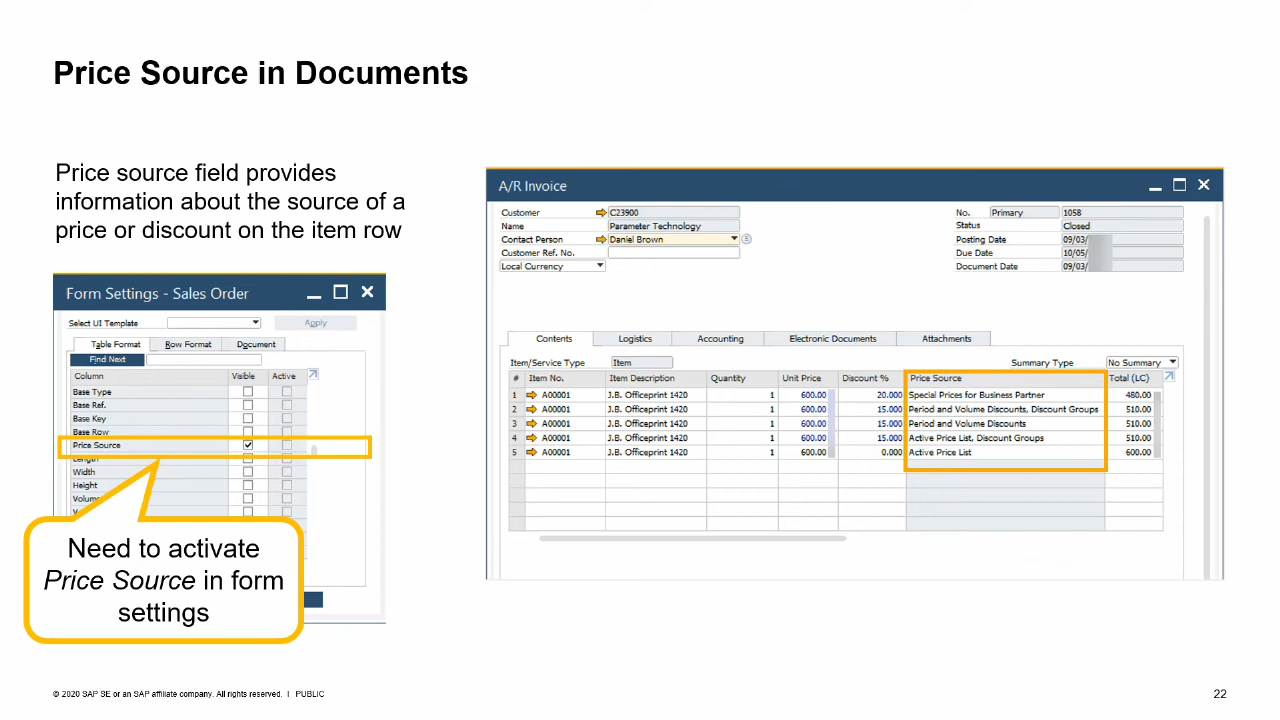 Price Source in Documents
Price source field provides
information about the source of a
price or discount on the item row
Form Settings - Sales Order
Select UI Template
Apply
Table Format Row Format Document
Find Next
Column Visible Active
Base Type
Base Ref.
Base Key
Base Row
Price Source
Length
Width
Height
Need to activate
Price Source in form
settings
A/R Invoice
Customer C23900
Name Parameter Technology
Contact Person Daniel Brown
Customer Ref. No.
Local Currency
No. Primary 1058
Status Closed
Posting Date 09/03/
Due Date 10/05/
Document Date 09/03/
Contents Logistics Accounting Electronic Documents Attachments
Item/Service Type Item Summary Type No Summary
# Item No. Item Description Quantity Unit Price Discount % Price Source Total (LC)
1 A00001 J.B. Officeprint 1420 1 600.00 20.000 Special Prices for Business Partner 480.00
2 A00001 J.B. Officeprint 1420 1 600.00 15.000 Period and Volume Discounts, Discount Groups 510.00
3 A00001 J.B. Officeprint 1420 1 600.00 15.000 Period and Volume Discounts 510.00
4 A00001 J.B. Officeprint 1420 1 600.00 15.000 Active Price List, Discount Groups 510.00
5 A00001 J.B. Officeprint 1420 1 600.00 0.000 Active Price List 600.00
© 2020 SAP SE or an SAP affiliate company. All rights reserved. I PUBLIC
22